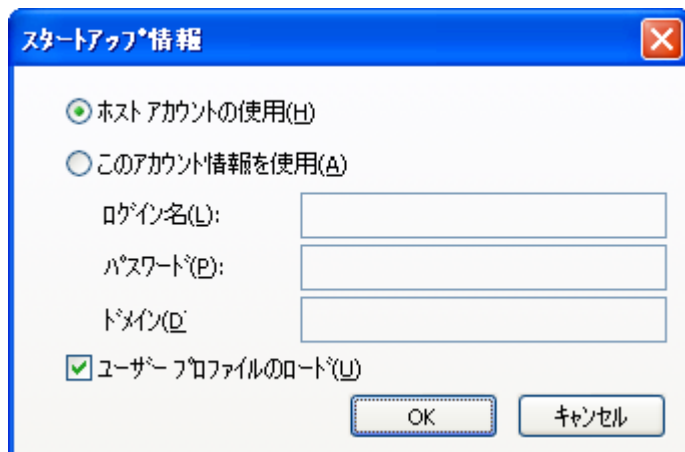 スタートアップ情報
ホスト アカウントの使用(H)
このアカウント情報を使用(A)
ログイン名(L):
パスワード(P):
ドメイン(D
ユーザー プロファイルのロード(U)
OK キャンセル